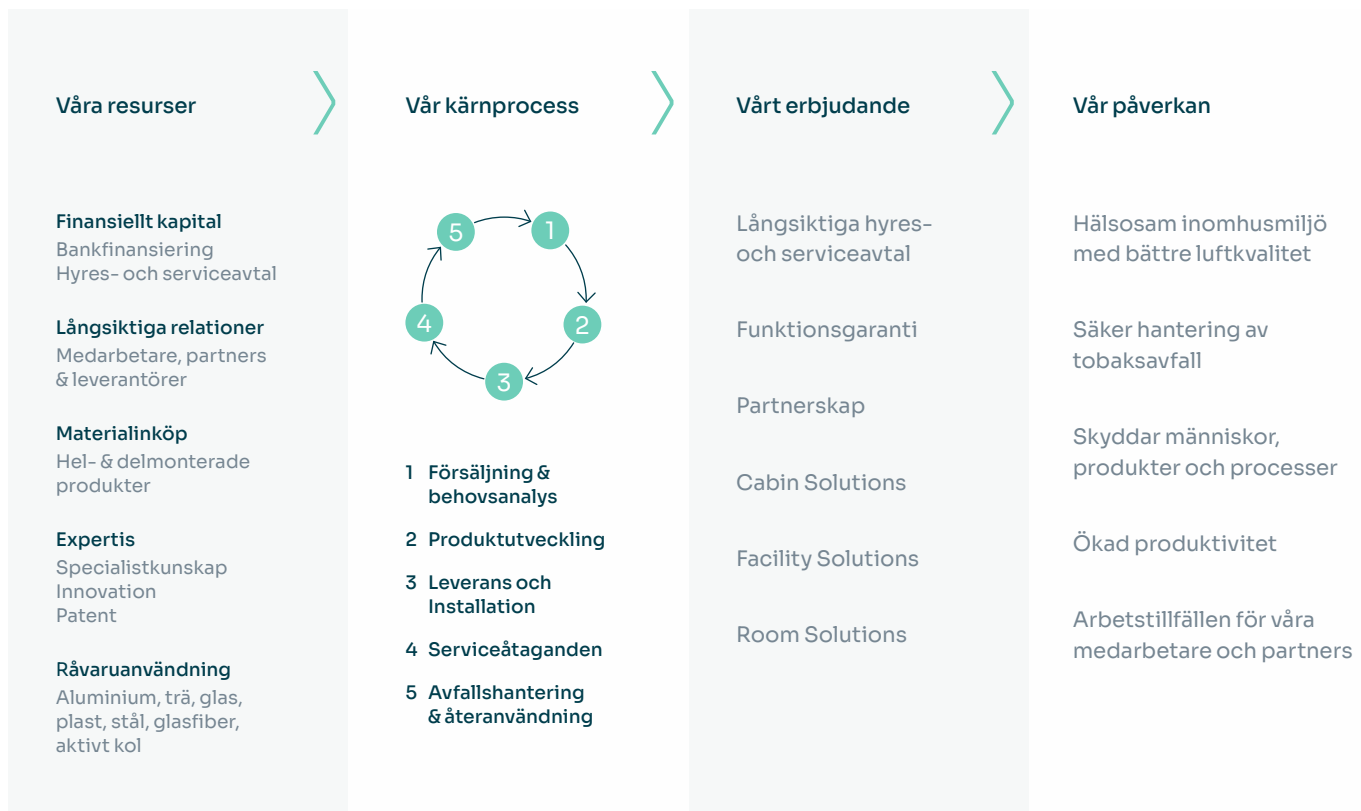 Våra resurser
Finansiellt kapital
Bankfinansiering
Hyres- och serviceavtal
Långsiktiga relationer
Medarbetare, partners
& leverantörer
Materialinköp
Hel- & delmonterade
produkter
Expertis
Specialistkunskap
Innovation
Patent
Råvaruanvändning
Aluminium, trä, glas,
plast, stål, glasfiber,
aktivt kol
Vår kärnprocess
5
1
4
2
3
1 Försäljning &
behovsanalys
2 Produktutveckling
3 Leverans och
Installation
4 Serviceåtaganden
5 Avfallshantering
& återanvändning
Vårt erbjudande
Långsiktiga hyres-
och serviceavtal
Funktionsgaranti
Partnerskap
Cabin Solutions
Facility Solutions
Room Solutions
Vår påverkan
Hälsosam inomhusmiljö
med bättre luftkvalitet
Säker hantering av
tobaksavfall
Skyddar människor,
produkter och processer
Ökad produktivitet
Arbetstillfällen för våra
medarbetare och partners